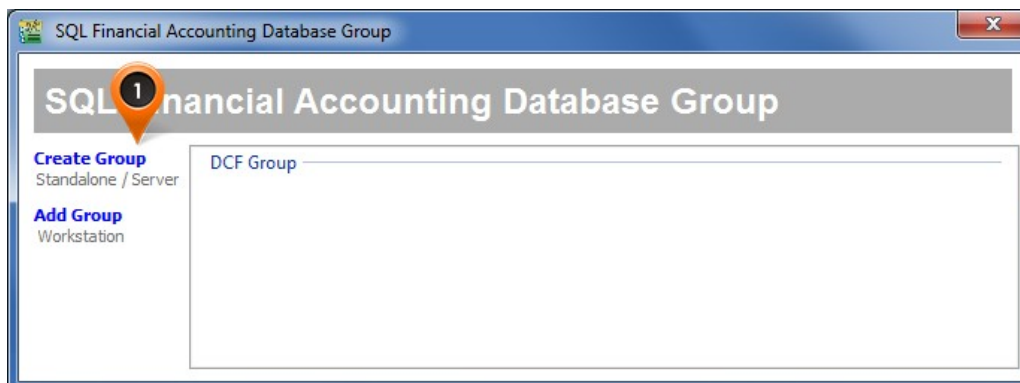 SQL Financial Accounting Database Group
SQL Financial Accounting Database Group
1
Create Group
Standalone / Server
Add Group
Workstation
DCF Group